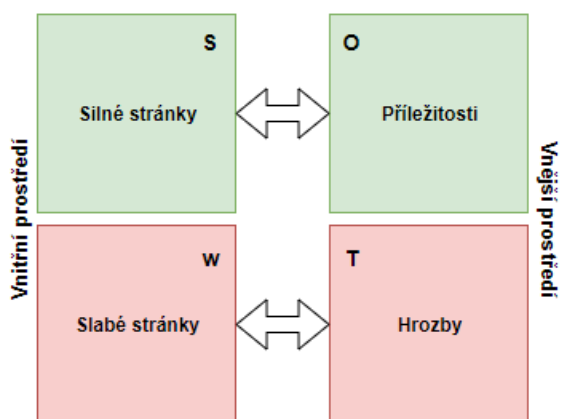 S
O
Silné stránky
Příležitosti
Vnitřní prostředí
Vnější prostředí
w
T
Slabé stránky
Hrozby